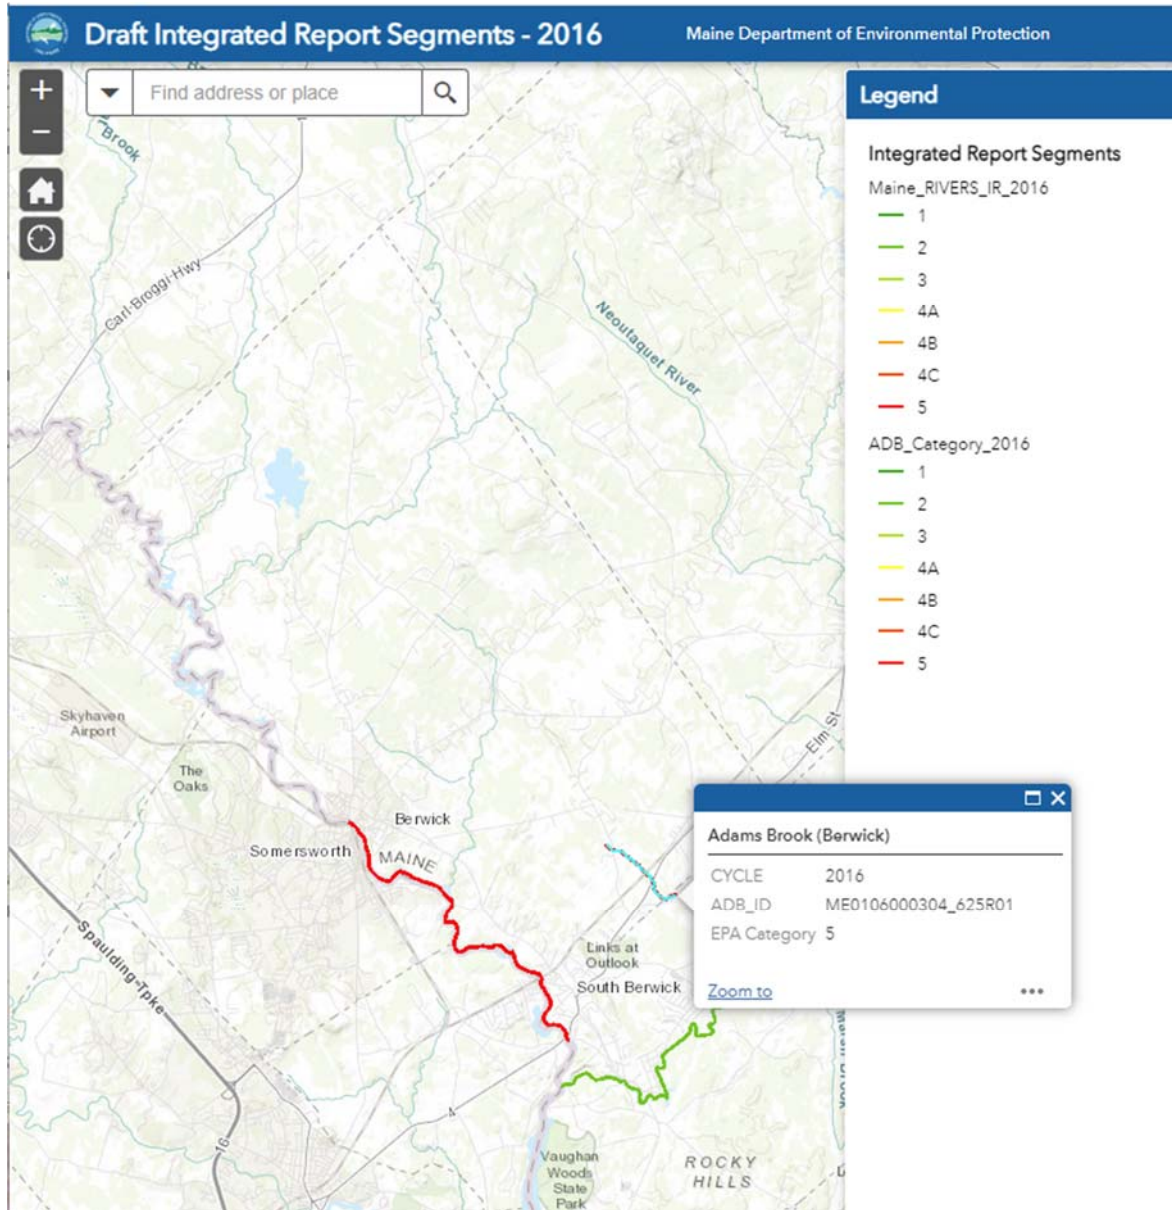 Draft Integrated Report Segments - 2016
Maine Department of Environmental Protection
+
Find address or place
−
Legend
Integrated Report Segments
Maine_RIVERS_IR_2016
1
2
3
4A
4B
4C
5
ADB_Category_2016
1
2
3
4A
4B
4C
5
Brook
Carl-Broggi-Hwy
Neoutaquet River
Skyhaven
Airport
The
Oaks
Berwick
Somersworth
MAINE
Elm-St
Spaulding-Tpke
Links at
Outlook
South Berwick
Adams Brook (Berwick)
CYCLE 2016
ADB_ID ME0106000304_625R01
EPA Category 5
Zoom to
•••
Brook
4
16
Vaughan
Woods
State
Park
ROCKY
HILLS